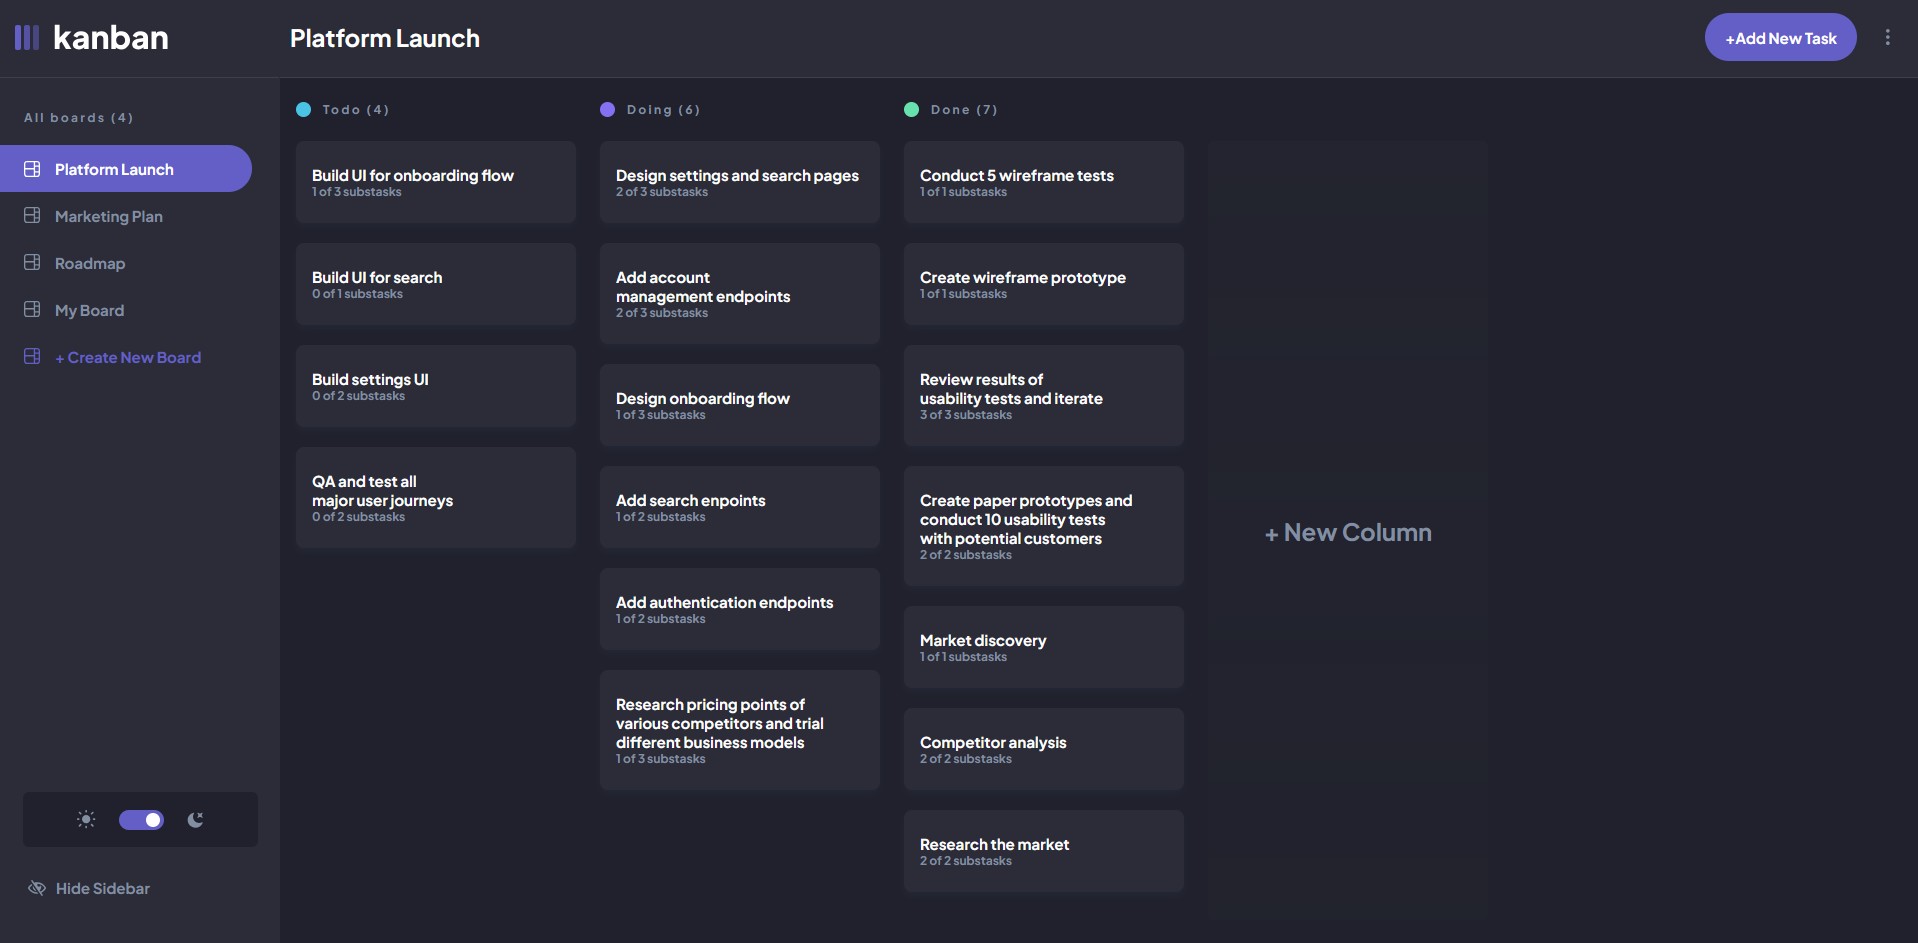 kanban
Platform Launch
+Add New Task
All boards (4)
Platform Launch
Marketing Plan
Roadmap
My Board
+ Create New Board
Hide Sidebar
Todo (4)
Build UI for onboarding flow
1 of 3 substasks
Build UI for search
0 of 1 substasks
Build settings UI
0 of 2 substasks
QA and test all
major user journeys
0 of 2 substasks
Doing (6)
Design settings and search pages
2 of 3 substasks
Add account
management endpoints
2 of 3 substasks
Design onboarding flow
1 of 3 substasks
Add search enpoints
1 of 2 substasks
Add authentication endpoints
1 of 2 substasks
Research pricing points of
various competitors and trial
different business models
1 of 3 substasks
Done (7)
Conduct 5 wireframe tests
1 of 1 substasks
Create wireframe prototype
1 of 1 substasks
Review results of
usability tests and iterate
3 of 3 substasks
Create paper prototypes and
conduct 10 usability tests
with potential customers
2 of 2 substasks
Market discovery
1 of 1 substasks
Competitor analysis
2 of 2 substasks
Research the market
2 of 2 substasks
+ New Column